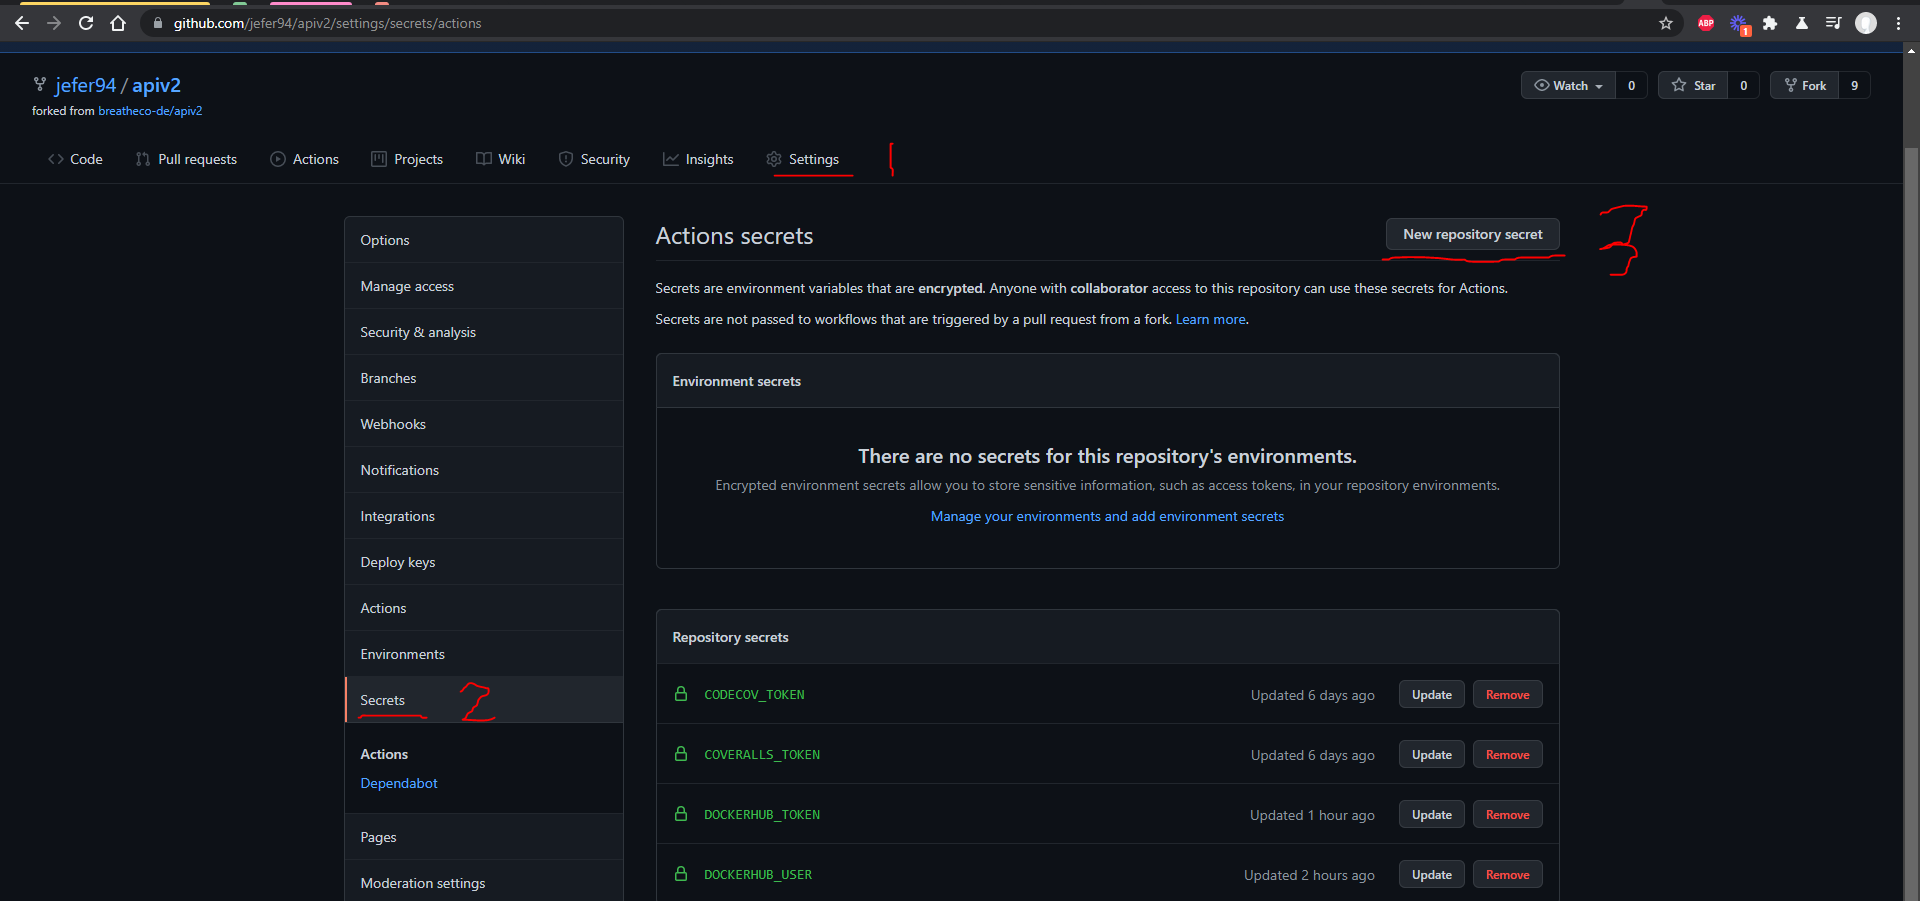 github.com/jefer94/apiv2/settings/secrets/actions
ABP
1
jefer94 / apiv2
Watch 0 Star 0 Fork 9
forked from breatheco-de/apiv2
Code Pull requests Actions Projects Wiki Security Insights Settings 1
Options
Manage access
Security & analysis
Branches
Webhooks
Notifications
Integrations
Deploy keys
Actions
Environments
Secrets 2
Actions
Dependabot
Pages
Moderation settings
Actions secrets
New repository secret 3
Secrets are environment variables that are encrypted. Anyone with collaborator access to this repository can use these secrets for Actions.
Secrets are not passed to workflows that are triggered by a pull request from a fork. Learn more.
Environment secrets
There are no secrets for this repository's environments.
Encrypted environment secrets allow you to store sensitive information, such as access tokens, in your repository environments.
Manage your environments and add environment secrets
Repository secrets
CODECOV_TOKEN Updated 6 days ago Update Remove
COVERALLS_TOKEN Updated 6 days ago Update Remove
DOCKERHUB_TOKEN Updated 1 hour ago Update Remove
DOCKERHUB_USER Updated 2 hours ago Update Remove